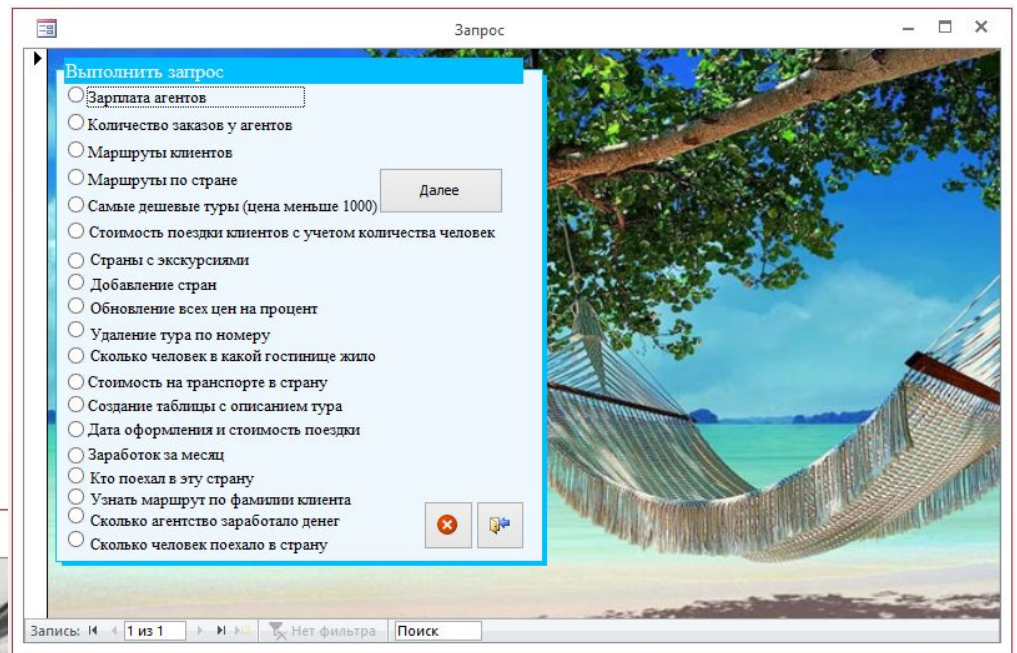 Запрос
Выполнить запрос
Зарплата агентов
Количество заказов у агентов
Маршруты клиентов
Маршруты по стране
Далее
Самые дешевые туры (цена меньше 1000)
Стоимость поездки клиентов с учетом количества человек
Страны с экскурсиями
Добавление стран
Обновление всех цен на процент
Удаление тура по номеру
Сколько человек в какой гостинице жило
Стоимость на транспорте в страну
Создание таблицы с описанием тура
Дата оформления и стоимость поездки
Заработок за месяц
Кто поехал в эту страну
Узнать маршрут по фамилии клиента
Сколько агентство заработало денег
Сколько человек поехало в страну
Запись: 1 из 1 Нет фильтра Поиск